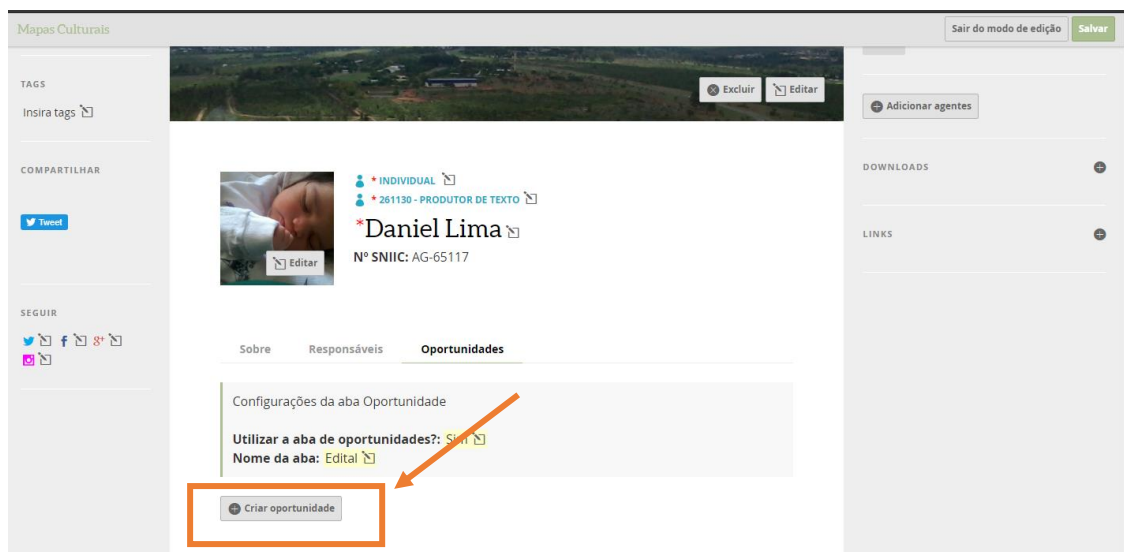 Mapas Culturais
Sair do modo de edição
Salvar
TAGS
Insira tags
COMPARTILHAR
Tweet
SEGUIR
Excluir
Editar
* INDIVIDUAL
* 261130 - PRODUTOR DE TEXTO
*Daniel Lima
Nº SNIIC: AG-65117
Editar
Sobre
Responsáveis
Oportunidades
Configurações da aba Oportunidade
Utilizar a aba de oportunidades?: Sim
Nome da aba: Edital
Criar oportunidade
Adicionar agentes
DOWNLOADS
LINKS